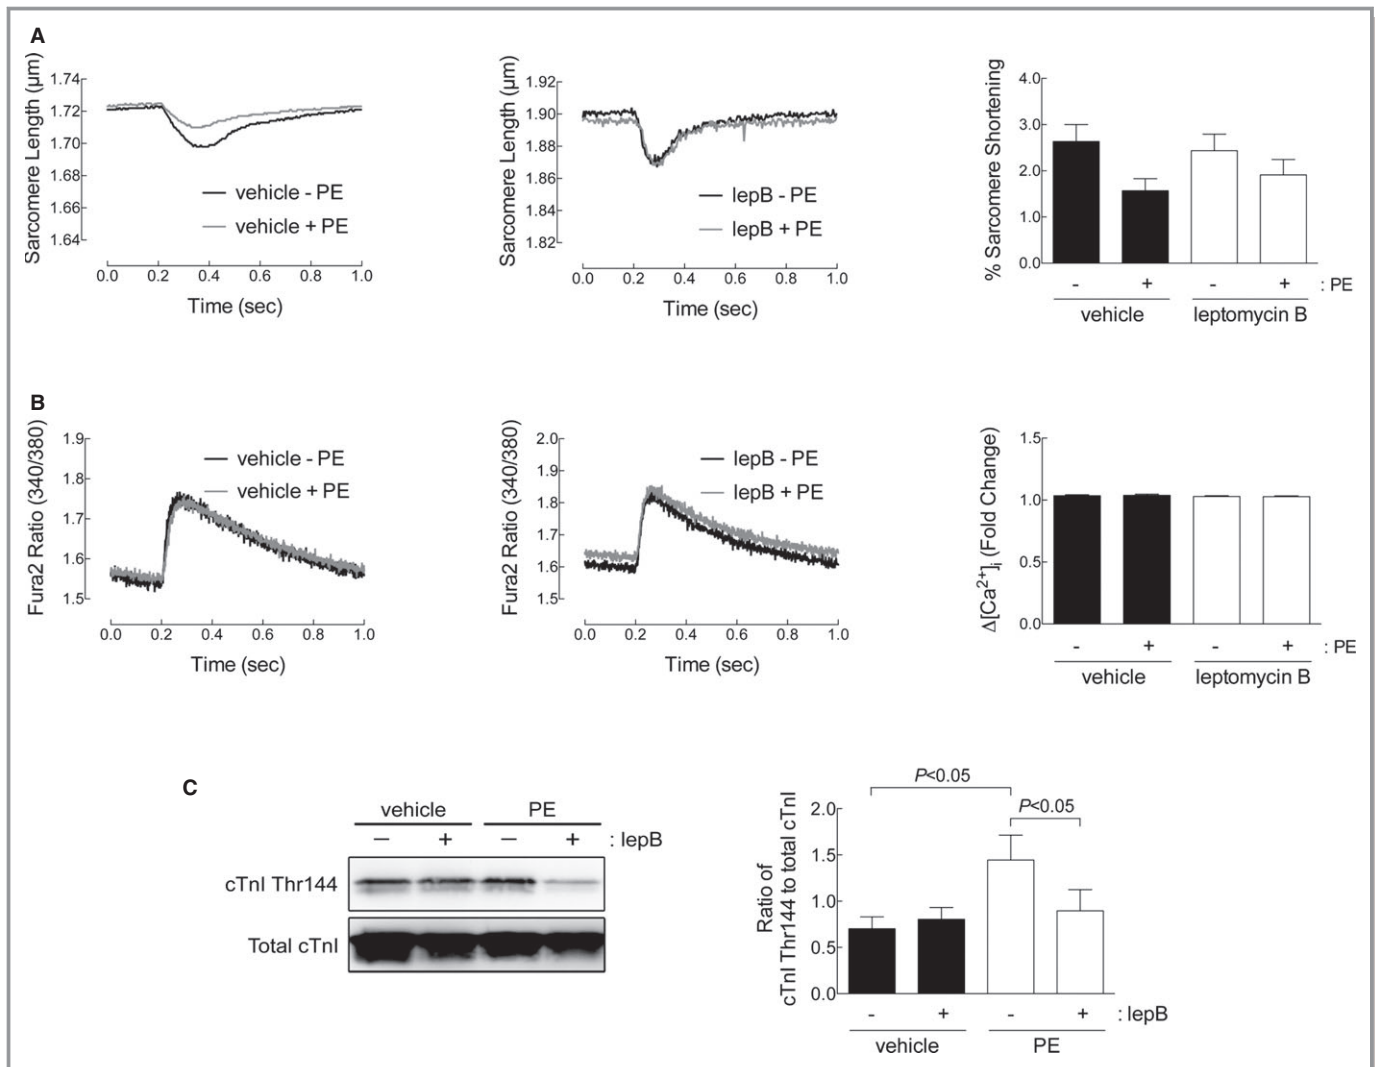 A
Sarcomere Length (µm)
1.74
1.72
1.70
1.68
1.66
1.64
vehicle - PE
vehicle + PE
0.0 0.2 0.4 0.6 0.8 1.0
Time (sec)
Sarcomere Length (µm)
1.92
1.90
1.88
1.86
1.84
1.82
lepB - PE
lepB + PE
0.0 0.2 0.4 0.6 0.8 1.0
Time (sec)
% Sarcomere Shortening
4.0
3.0
2.0
1.0
0.0
- + - + : PE
vehicle leptomycin B
B
Fura2 Ratio (340/380)
1.9
1.8
1.7
1.6
1.5
vehicle - PE
vehicle + PE
0.0 0.2 0.4 0.6 0.8 1.0
Time (sec)
Fura2 Ratio (340/380)
2.0
1.9
1.8
1.7
1.6
1.5
lepB - PE
lepB + PE
0.0 0.2 0.4 0.6 0.8 1.0
Time (sec)
Δ[Ca2+]i (Fold Change)
1.5
1.0
0.5
0.0
- + - + : PE
vehicle leptomycin B
C
vehicle PE
– + – + : lepB
cTnI Thr144
Total cTnI
Ratio of
cTnI Thr144 to total cTnI
2.0
1.5
1.0
0.5
0.0
P<0.05
P<0.05
- + - + : lepB
vehicle PE